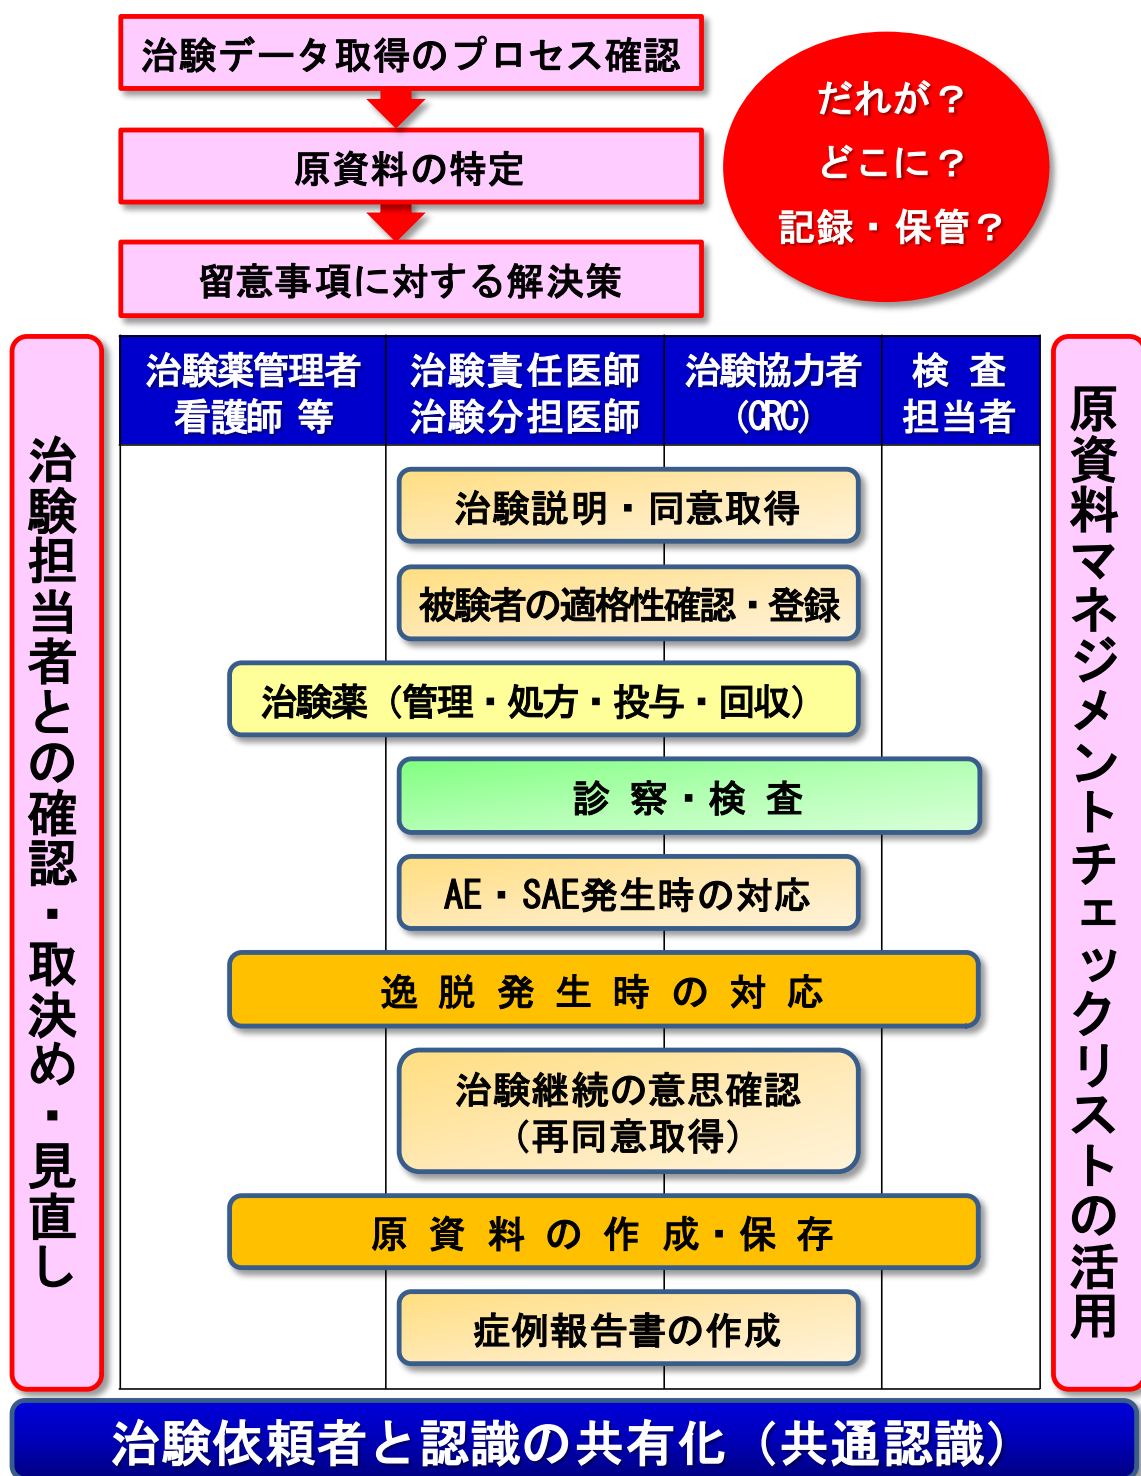 治験データ取得のプロセス確認
原資料の特定
留意事項に対する解決策
だれが？
どこに？
記録・保管？
治験担当者との確認・取決め・見直し
治験薬管理者
看護師 等
治験責任医師
治験分担医師
治験協力者
(CRC)
検 査
担当者
治験説明・同意取得
被験者の適格性確認・登録
治験薬（管理・処方・投与・回収）
診 察・検 査
AE・SAE発生時の対応
逸 脱 発 生 時 の 対 応
治験継続の意思確認
（再同意取得）
原 資 料 の 作 成・保 存
症例報告書の作成
原資料マネジメントチェックリストの活用
治験依頼者と認識の共有化（共通認識）